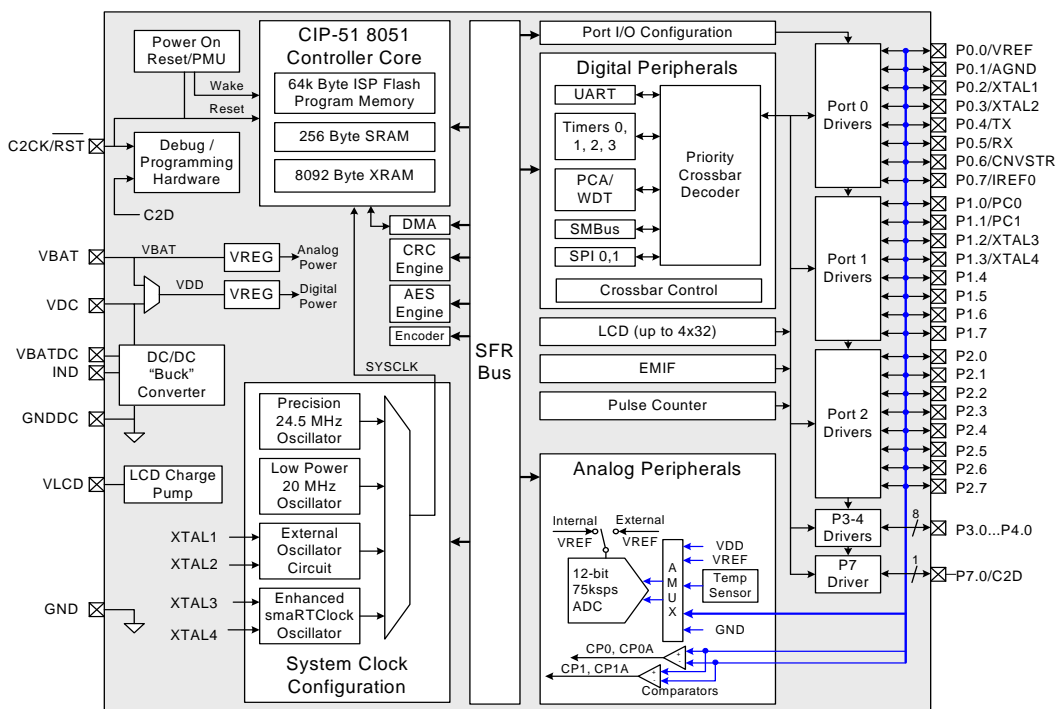 Power On
Reset/PMU
Wake
Reset
C2CK/RST
Debug /
Programming
Hardware
C2D
CIP-51 8051
Controller Core
64k Byte ISP Flash
Program Memory
256 Byte SRAM
8092 Byte XRAM
DMA
CRC
Engine
AES
Engine
Encoder
SYSCLK
VBAT
VBAT
VREG
Analog
Power
VDC
VDD
VREG
Digital
Power
VBATDC
IND
DC/DC
“Buck”
Converter
GNDDC
VLCD
LCD Charge
Pump
XTAL1
XTAL2
XTAL3
XTAL4
GND
Precision
24.5 MHz
Oscillator
Low Power
20 MHz
Oscillator
External
Oscillator
Circuit
Enhanced
smaRTClock
Oscillator
System Clock
Configuration
SFR
Bus
Port I/O Configuration
Digital Peripherals
UART
Timers 0,
1, 2, 3
PCA/
WDT
SMBus
SPI 0,1
Priority
Crossbar
Decoder
Crossbar Control
LCD (up to 4x32)
EMIF
Pulse Counter
Analog Peripherals
Internal
VREF
External
VREF
12-bit
75ksps
ADC
A
M
U
X
VDD
VREF
Temp
Sensor
GND
CP0, CP0A
+
-
CP1, CP1A
+
-
Comparators
Port 0
Drivers
Port 1
Drivers
Port 2
Drivers
P3-4
Drivers
P7
Driver
P0.0/VREF
P0.1/AGND
P0.2/XTAL1
P0.3/XTAL2
P0.4/TX
P0.5/RX
P0.6/CNVSTR
P0.7/IREF0
P1.0/PC0
P1.1/PC1
P1.2/XTAL3
P1.3/XTAL4
P1.4
P1.5
P1.6
P1.7
P2.0
P2.1
P2.2
P2.3
P2.4
P2.5
P2.6
P2.7
8
P3.0...P4.0
1
P7.0/C2D